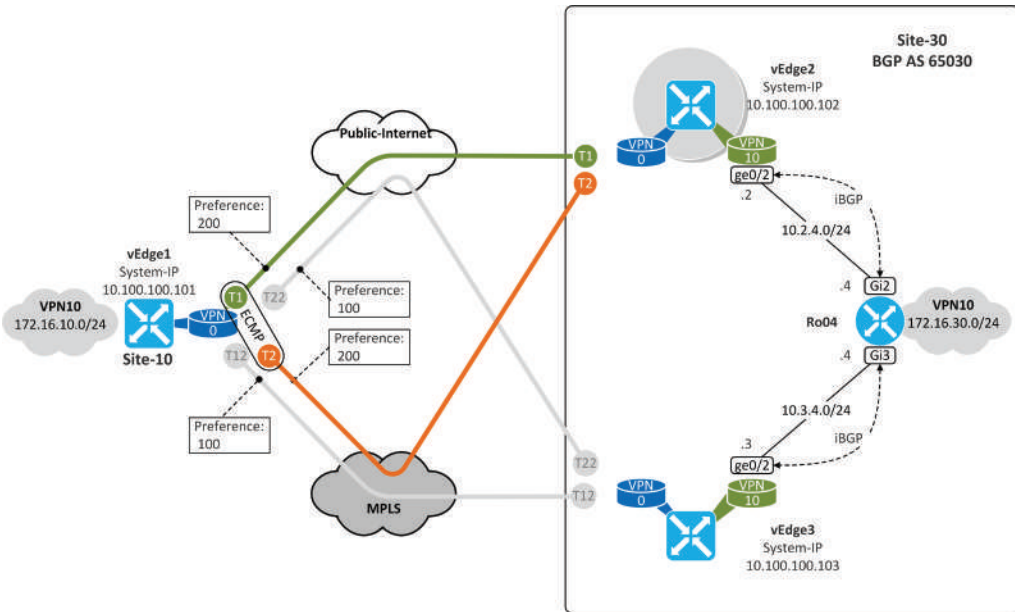 Site-30
BGP AS 65030
vEdge2
System-IP
10.100.100.102
Public-Internet
T1
T2
VPN
0
VPN
10
ge0/2
.2
iBGP
10.2.4.0/24
Preference:
200
vEdge1
System-IP
10.100.100.101
VPN10
172.16.10.0/24
Site-10
VPN
0
T1
ECMP
T2
T22
T12
Preference:
100
Preference:
200
Preference:
100
.4
Gi2
Ro04
VPN10
172.16.30.0/24
.4
Gi3
10.3.4.0/24
iBGP
.3
ge0/2
T22
T12
VPN
0
VPN
10
MPLS
vEdge3
System-IP
10.100.100.103